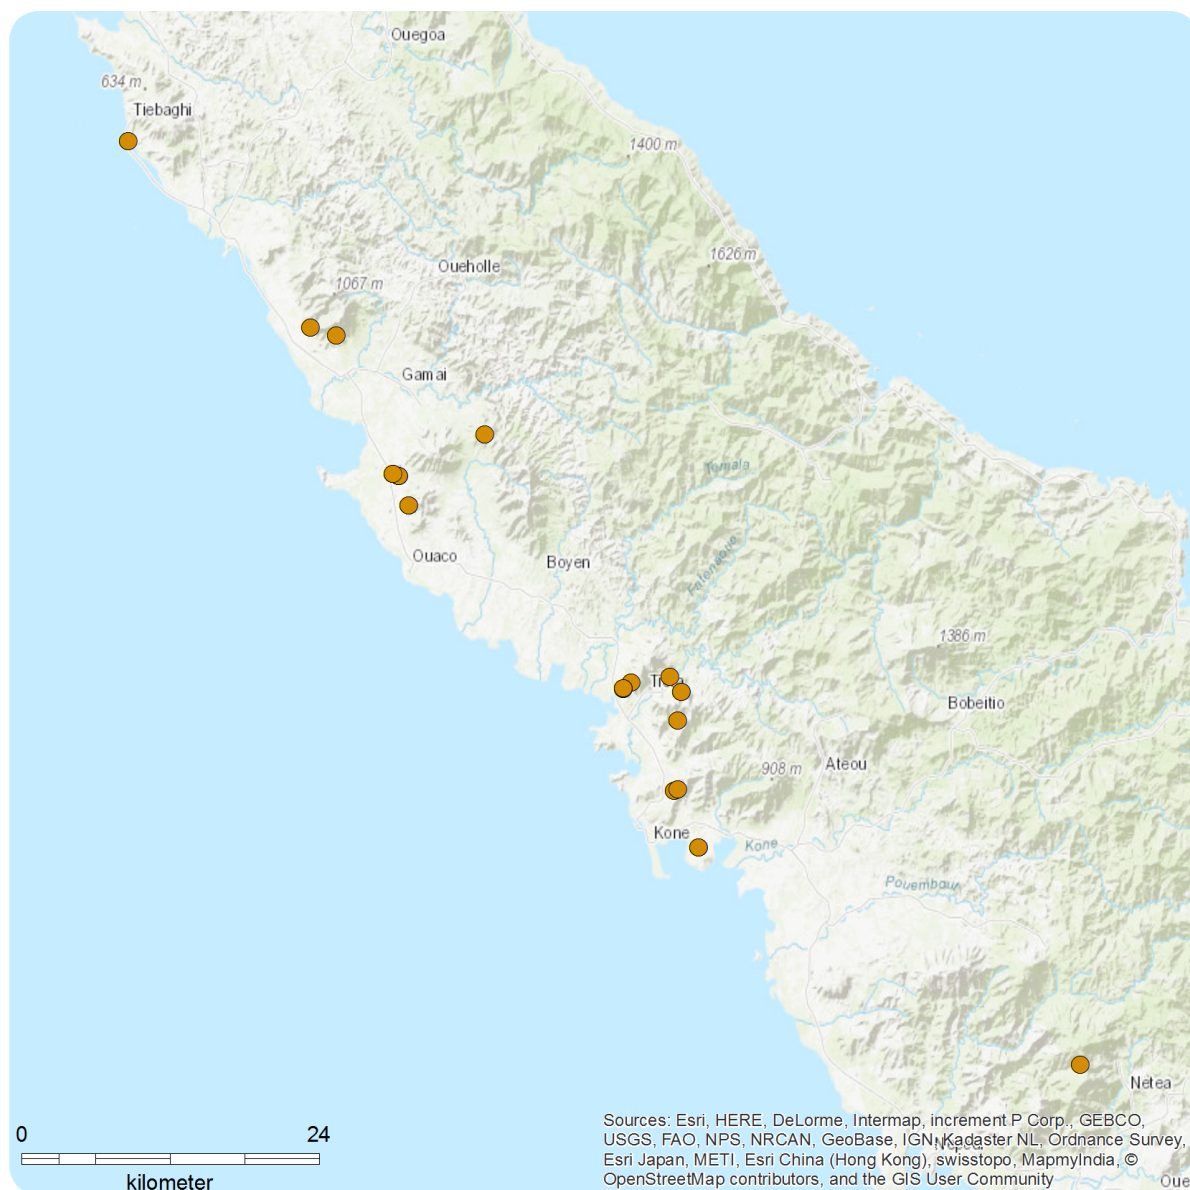 Ouegoa
634 m
Tiebaghi
1400 m
1626 m
Oueholle
1067 m
Gamai
Tomala
Ouaco
Boyen
1386 m
Bobeitio
Ateou
908 m
Kone
Kone
Netea
0 24
kilometer
Sources: Esri, HERE, DeLorme, Intermap, increment P Corp., GEBCO,
USGS, FAO, NPS, NRCAN, GeoBase, IGN, Kadaster NL, Ordnance Survey,
Esri Japan, METI, Esri China (Hong Kong), swisstopo, MapmyIndia, ©
OpenStreetMap contributors, and the GIS User Community
Oue